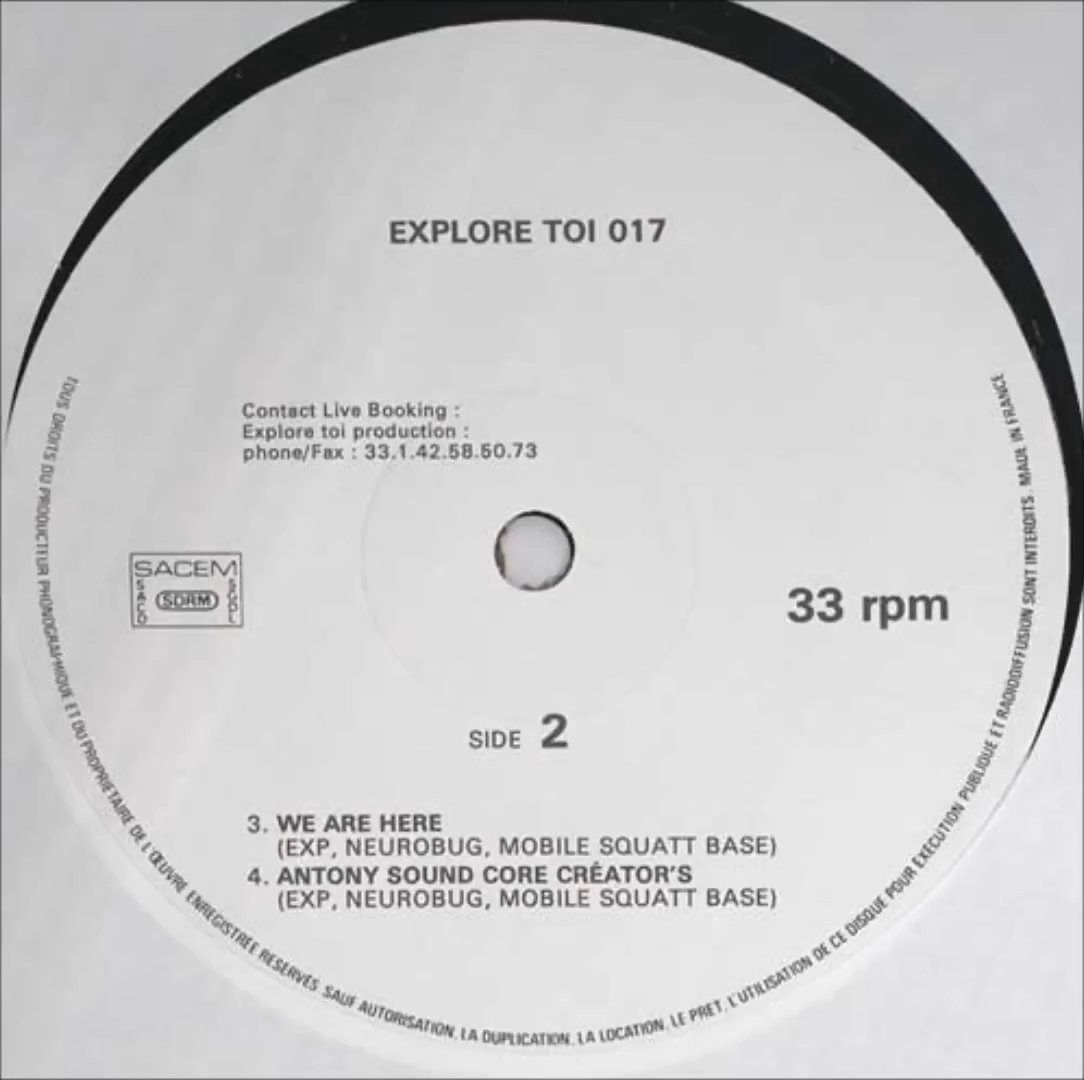 EXPLORE TOI 017
Contact Live Booking :
Explore toi production :
phone/Fax : 33.1.42.58.50.73
SACEM
SACD
SDRM
SGDL
33 rpm
SIDE 2
3. WE ARE HERE
(EXP, NEUROBUG, MOBILE SQUATT BASE)
4. ANTONY SOUND CORE CRÉATOR'S
(EXP, NEUROBUG, MOBILE SQUATT BASE)
TOUS DROITS DU PRODUCTEUR PHONOGRAPHIQUE ET DU PROPRIETAIRE DE L'ŒUVRE ENREGISTREE RESERVES. SAUF AUTORISATION, LA DUPLICATION, LA LOCATION, LE PRET, L'UTILISATION DE CE DISQUE POUR EXECUTION PUBLIQUE ET RADIODIFFUSION SONT INTERDITS. MADE IN FRANCE